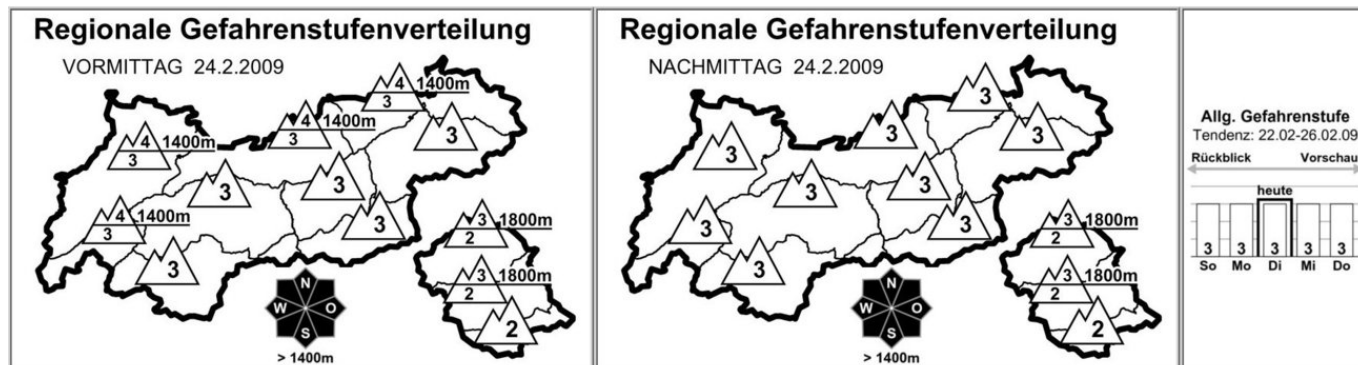 Regionale Gefahrenstufenverteilung
VORMITTAG 24.2.2009
4 1400m
3
4 1400m
3
3
4 1400m
3
3
3
4 1400m
3
3
3
3 1800m
2
3 1800m
2
2
N
W O
S
> 1400m
Regionale Gefahrenstufenverteilung
NACHMITTAG 24.2.2009
3
3
3
3
3
3
3
3
3
3 1800m
2
3 1800m
2
2
N
W O
S
> 1400m
Allg. Gefahrenstufe
Tendenz: 22.02-26.02.09
Rückblick Vorschau
heute
3 3 3 3 3
So Mo Di Mi Do